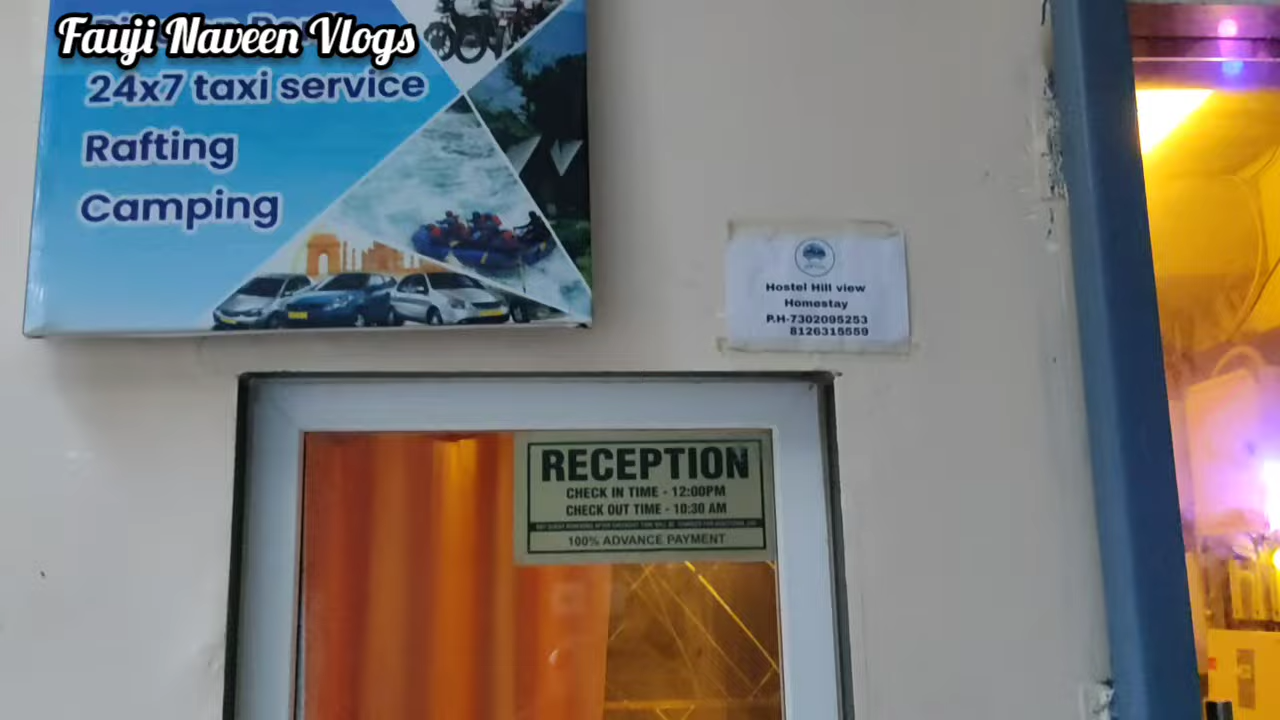 Fauji Naveen Vlogs
24x7 taxi service
Rafting
Camping
Hostel Hill view
Homestay
P.H-7302095253
8126315559
RECEPTION
CHECK IN TIME - 12:00PM
CHECK OUT TIME - 10:30 AM
100% ADVANCE PAYMENT